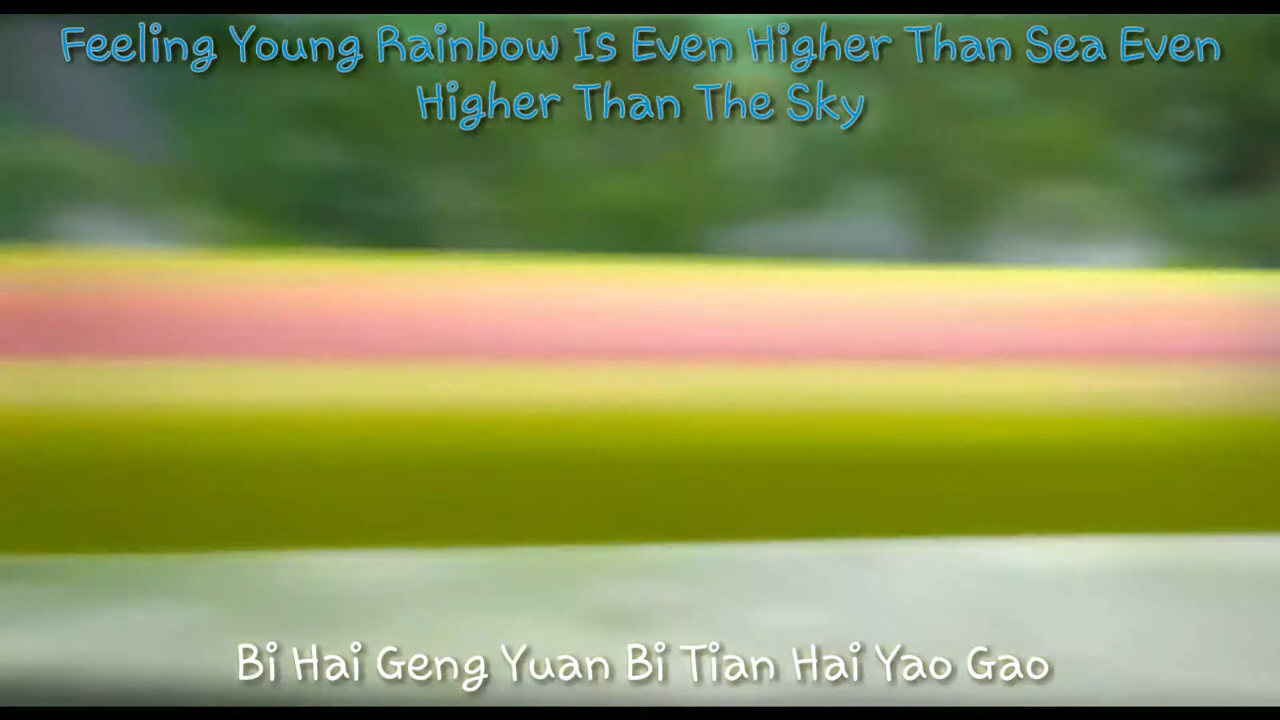 Feeling Young Rainbow Is Even Higher Than Sea Even
Higher Than The Sky
Bi Hai Geng Yuan Bi Tian Hai Yao Gao